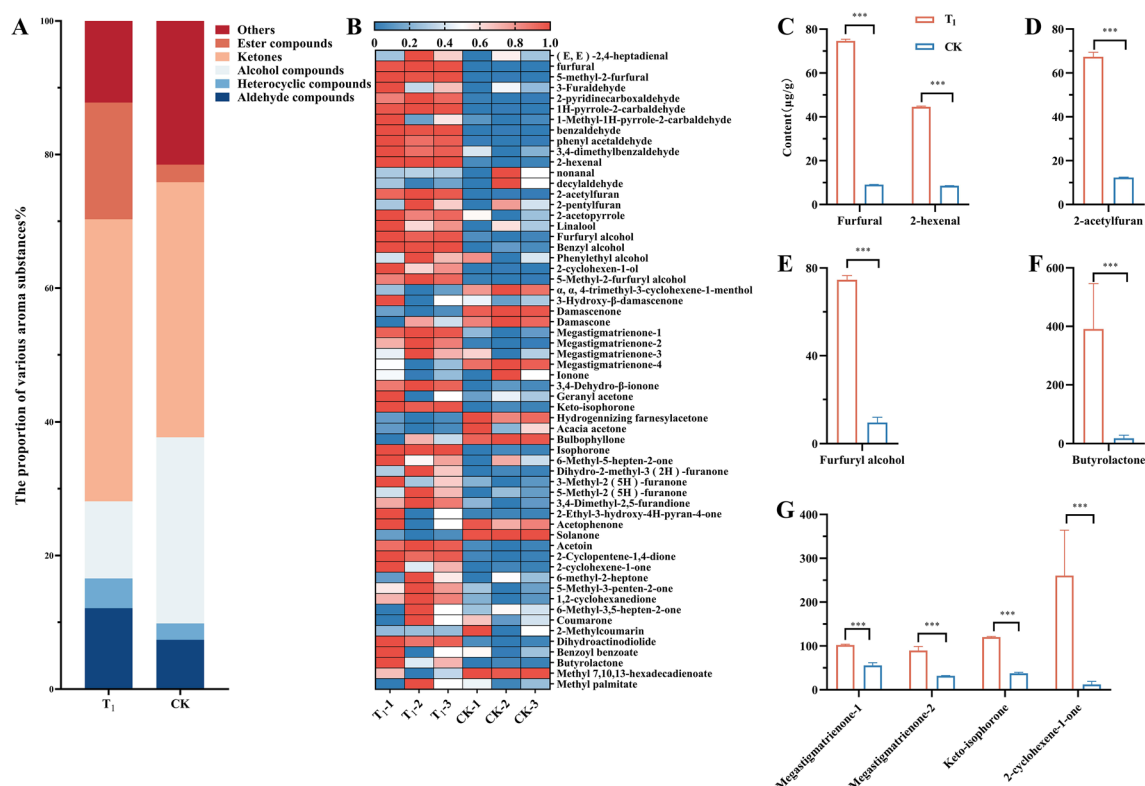 A
The proportion of various aroma substances%
100
80
60
40
20
0
T1
CK
Others
Ester compounds
Ketones
Alcohol compounds
Heterocyclic compounds
Aldehyde compounds
B
0 0.2 0.4 0.6 0.8 1.0
( E, E ) -2,4-heptadienal
furfural
5-methyl-2-furfural
3-Furaldehyde
2-pyridinecarboxaldehyde
1H-pyrrole-2-carbaldehyde
1-Methyl-1H-pyrrole-2-carbaldehyde
benzaldehyde
phenyl acetaldehyde
3,4-dimethylbenzaldehyde
2-hexenal
nonanal
decylaldehyde
2-acetylfuran
2-pentylfuran
2-acetopyrrole
Linalool
Furfuryl alcohol
Benzyl alcohol
Phenylethyl alcohol
2-cyclohexen-1-ol
5-Methyl-2-furfuryl alcohol
α, α, 4-trimethyl-3-cyclohexene-1-menthol
3-Hydroxy-β-damascenone
Damascenone
Damascone
Megastigmatrienone-1
Megastigmatrienone-2
Megastigmatrienone-3
Megastigmatrienone-4
Ionone
3,4-Dehydro-β-ionone
Geranyl acetone
Keto-isophorone
Hydrogennizing farnesylacetone
Acacia acetone
Bulbophyllone
Isophorone
6-Methyl-5-hepten-2-one
Dihydro-2-methyl-3 ( 2H ) -furanone
3-Methyl-2 ( 5H ) -furanone
5-Methyl-2 ( 5H ) -furanone
3,4-Dimethyl-2,5-furandione
2-Ethyl-3-hydroxy-4H-pyran-4-one
Acetophenone
Solanone
Acetoin
2-Cyclopentene-1,4-dione
2-cyclohexene-1-one
6-methyl-2-heptone
5-Methyl-3-penten-2-one
1,2-cyclohexanedione
6-Methyl-3,5-hepten-2-one
Coumarone
2-Methylcoumarin
Dihydroactinodiolide
Benzoyl benzoate
Butyrolactone
Methyl 7,10,13-hexadecadienoate
Methyl palmitate
T1-1 T1-2 T1-3 CK-1 CK-2 CK-3
C
Content (μg/g)
80
60
40
20
0
***
***
Furfural 2-hexenal
T1
CK
D
80
60
40
20
0
***
2-acetylfuran
E
80
40
0
***
Furfuryl alcohol
F
600
400
200
0
***
Butyrolactone
G
400
300
200
100
0
***
***
***
***
Megastigmatrienone-1
Megastigmatrienone-2
Keto-isophorone
2-cyclohexene-1-one